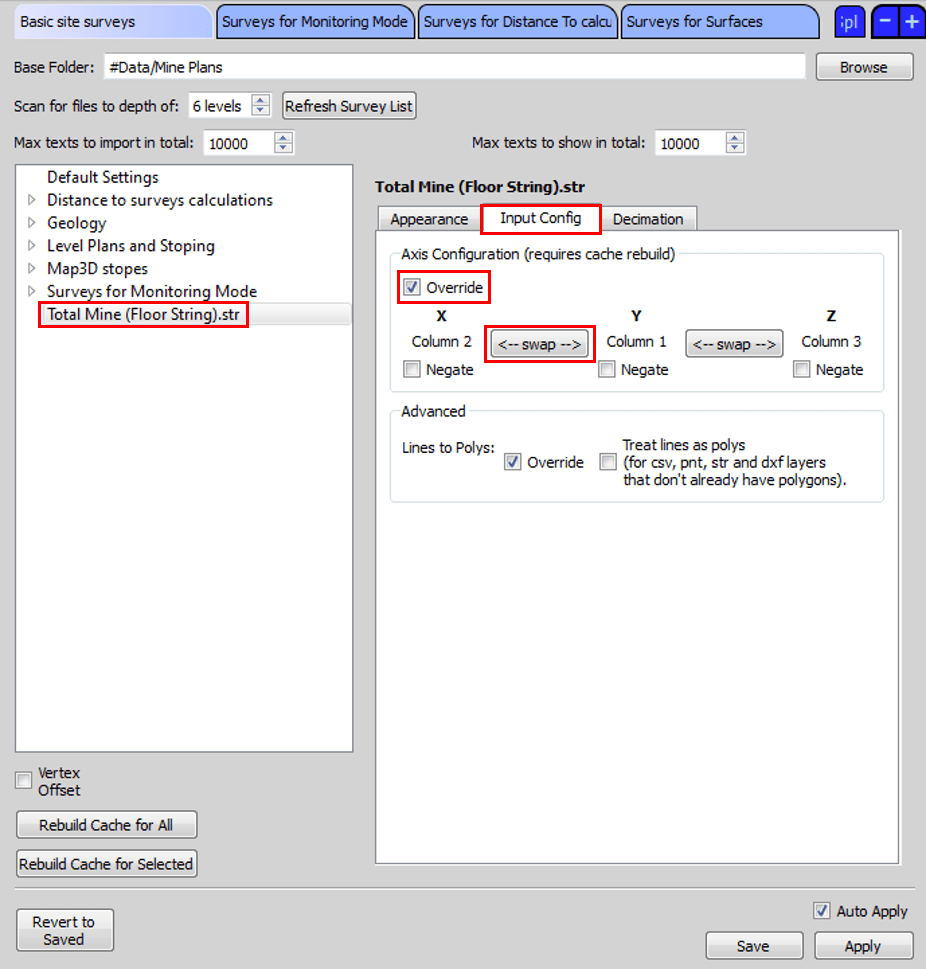 Basic site surveys
Surveys for Monitoring Mode
Surveys for Distance To calcu
Surveys for Surfaces
- +
Base Folder: #Data/Mine Plans Browse
Scan for files to depth of: 6 levels Refresh Survey List
Max texts to import in total: 10000 Max texts to show in total: 10000
Default Settings
Distance to surveys calculations
Geology
Level Plans and Stoping
Map3D stopes
Surveys for Monitoring Mode
Total Mine (Floor String).str
Total Mine (Floor String).str
Appearance Input Config Decimation
Axis Configuration (requires cache rebuild)
Override
X Y Z
Column 2 <-- swap --> Column 1 <-- swap --> Column 3
Negate Negate Negate
Advanced
Lines to Polys: Override
Treat lines as polys
(for csv, pnt, str and dxf layers
that don't already have polygons).
Vertex
Offset
Rebuild Cache for All
Rebuild Cache for Selected
Revert to
Saved
Auto Apply
Save Apply